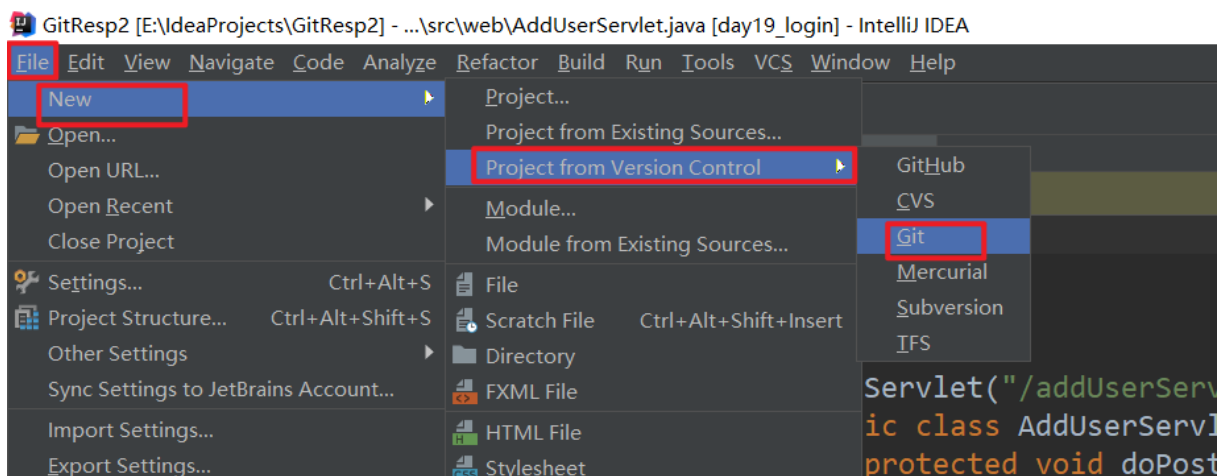 GitResp2 [E:\IdeaProjects\GitResp2] - ...\src\web\AddUserServlet.java [day19_login] - IntelliJ IDEA
File Edit View Navigate Code Analyze Refactor Build Run Tools VCS Window Help
New
Open...
Open URL...
Open Recent
Close Project
Settings... Ctrl+Alt+S
Project Structure... Ctrl+Alt+Shift+S
Other Settings
Sync Settings to JetBrains Account...
Import Settings...
Export Settings...
Project...
Project from Existing Sources...
Project from Version Control
Module...
Module from Existing Sources...
File
Scratch File Ctrl+Alt+Shift+Insert
Directory
FXML File
HTML File
Stylesheet
GitHub
CVS
Git
Mercurial
Subversion
TFS
Servlet("/addUserServ
ic class AddUserServl
protected void doPost